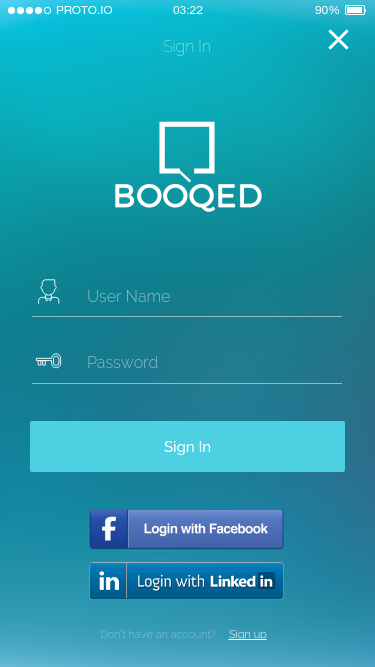 PROTO.IO 03:22 90%
Sign In
BOOQED
User Name
Password
Sign In
f Login with Facebook
in Login with Linked in
Don't have an account? Sign up